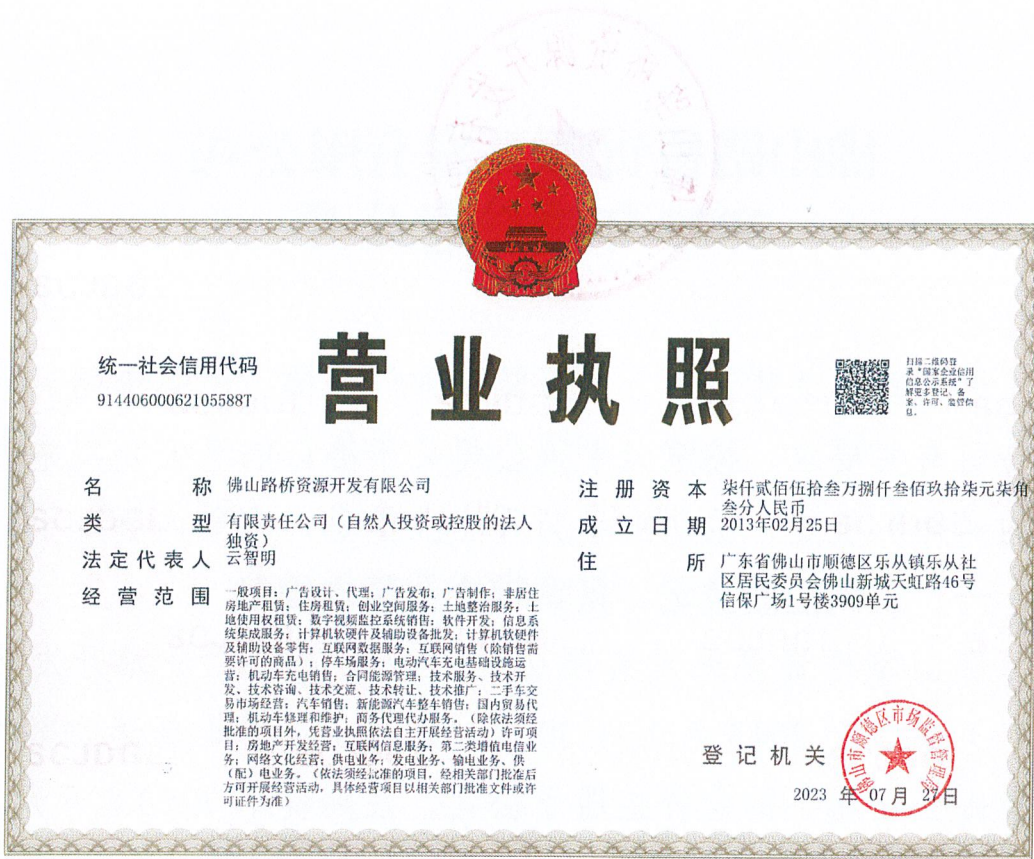 营业执照
统一社会信用代码
91440600062105588T
扫描二维码登
录“国家企业信用
信息公示系统”了
解更多登记、备
案、许可、监管信
息。
名称 佛山路桥资源开发有限公司
类型 有限责任公司（自然人投资或控股的法人
独资）
法定代表人 云智明
经营范围 一般项目：广告设计、代理；广告发布；广告制作；非居住
房地产租赁；住房租赁；创业空间服务；土地整治服务；土
地使用权租赁；数字视频监控系统销售；软件开发；信息系
统集成服务；计算机软硬件及辅助设备批发；计算机软硬件
及辅助设备零售；互联网数据服务；互联网销售（除销售需
要许可的商品）；停车场服务；电动汽车充电基础设施运
营；机动车充电销售；合同能源管理；技术服务、技术开
发、技术咨询、技术交流、技术转让、技术推广；二手车交
易市场经营；汽车销售；新能源汽车整车销售；国内贸易代
理；机动车修理和维护；商务代理代办服务。（除依法须经
批准的项目外，凭营业执照依法自主开展经营活动）许可项
目：房地产开发经营；互联网信息服务；第二类增值电信业
务；网络文化经营；供电业务；发电业务、输电业务、供
（配）电业务。（依法须经批准的项目，经相关部门批准后
方可开展经营活动，具体经营项目以相关部门批准文件或许
可证件为准）
注册资本 柒仟贰佰伍拾叁万捌仟叁佰玖拾柒元柒角
叁分人民币
成立日期 2013年02月25日
住所 广东省佛山市顺德区乐从镇乐从社
区居民委员会佛山新城天虹路46号
信保广场1号楼3909单元
登记机关
佛山市顺德区市场监督管理局
2023 年 07 月 27 日